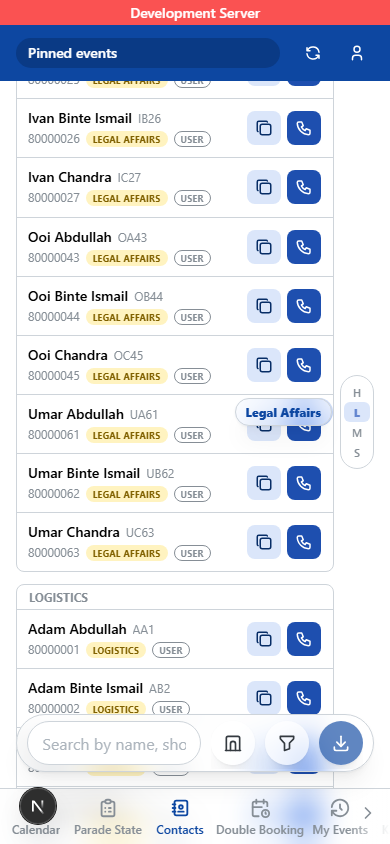 Development Server
Pinned events
80000025 LEGAL AFFAIRS USER
Ivan Binte Ismail IB26
80000026 LEGAL AFFAIRS USER
Ivan Chandra IC27
80000027 LEGAL AFFAIRS USER
Ooi Abdullah OA43
80000043 LEGAL AFFAIRS USER
Ooi Binte Ismail OB44
80000044 LEGAL AFFAIRS USER
Ooi Chandra OC45
80000045 LEGAL AFFAIRS USER
H
L
M
S
Umar Abdullah UA61
Legal Affairs
80000061 LEGAL AFFAIRS USER
Umar Binte Ismail UB62
80000062 LEGAL AFFAIRS USER
Umar Chandra UC63
80000063 LEGAL AFFAIRS USER
LOGISTICS
Adam Abdullah AA1
80000001 LOGISTICS USER
Adam Binte Ismail AB2
80000002 LOGISTICS USER
Search by name, sho
N
Calendar Parade State Contacts Double Booking My Events